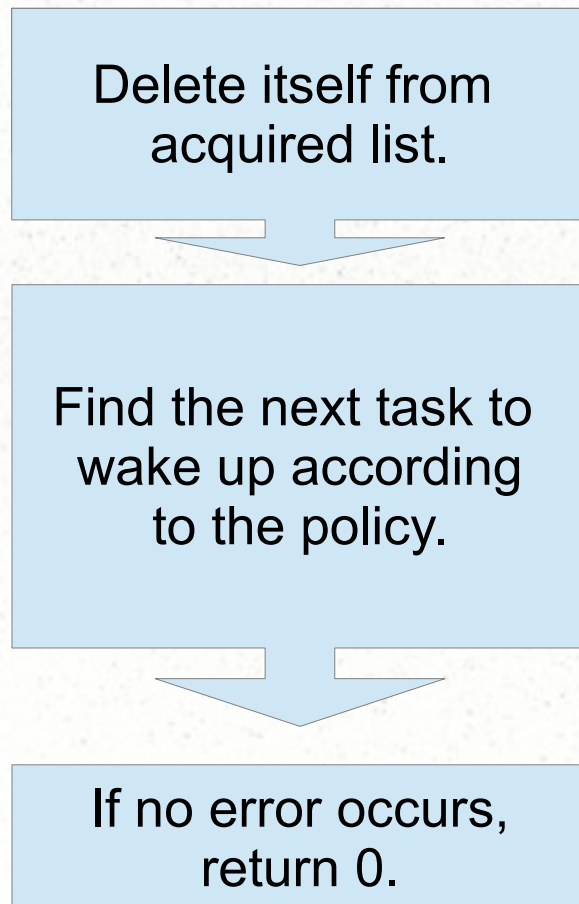 Delete itself from
acquired list.
Find the next task to
wake up according
to the policy.
If no error occurs,
return 0.